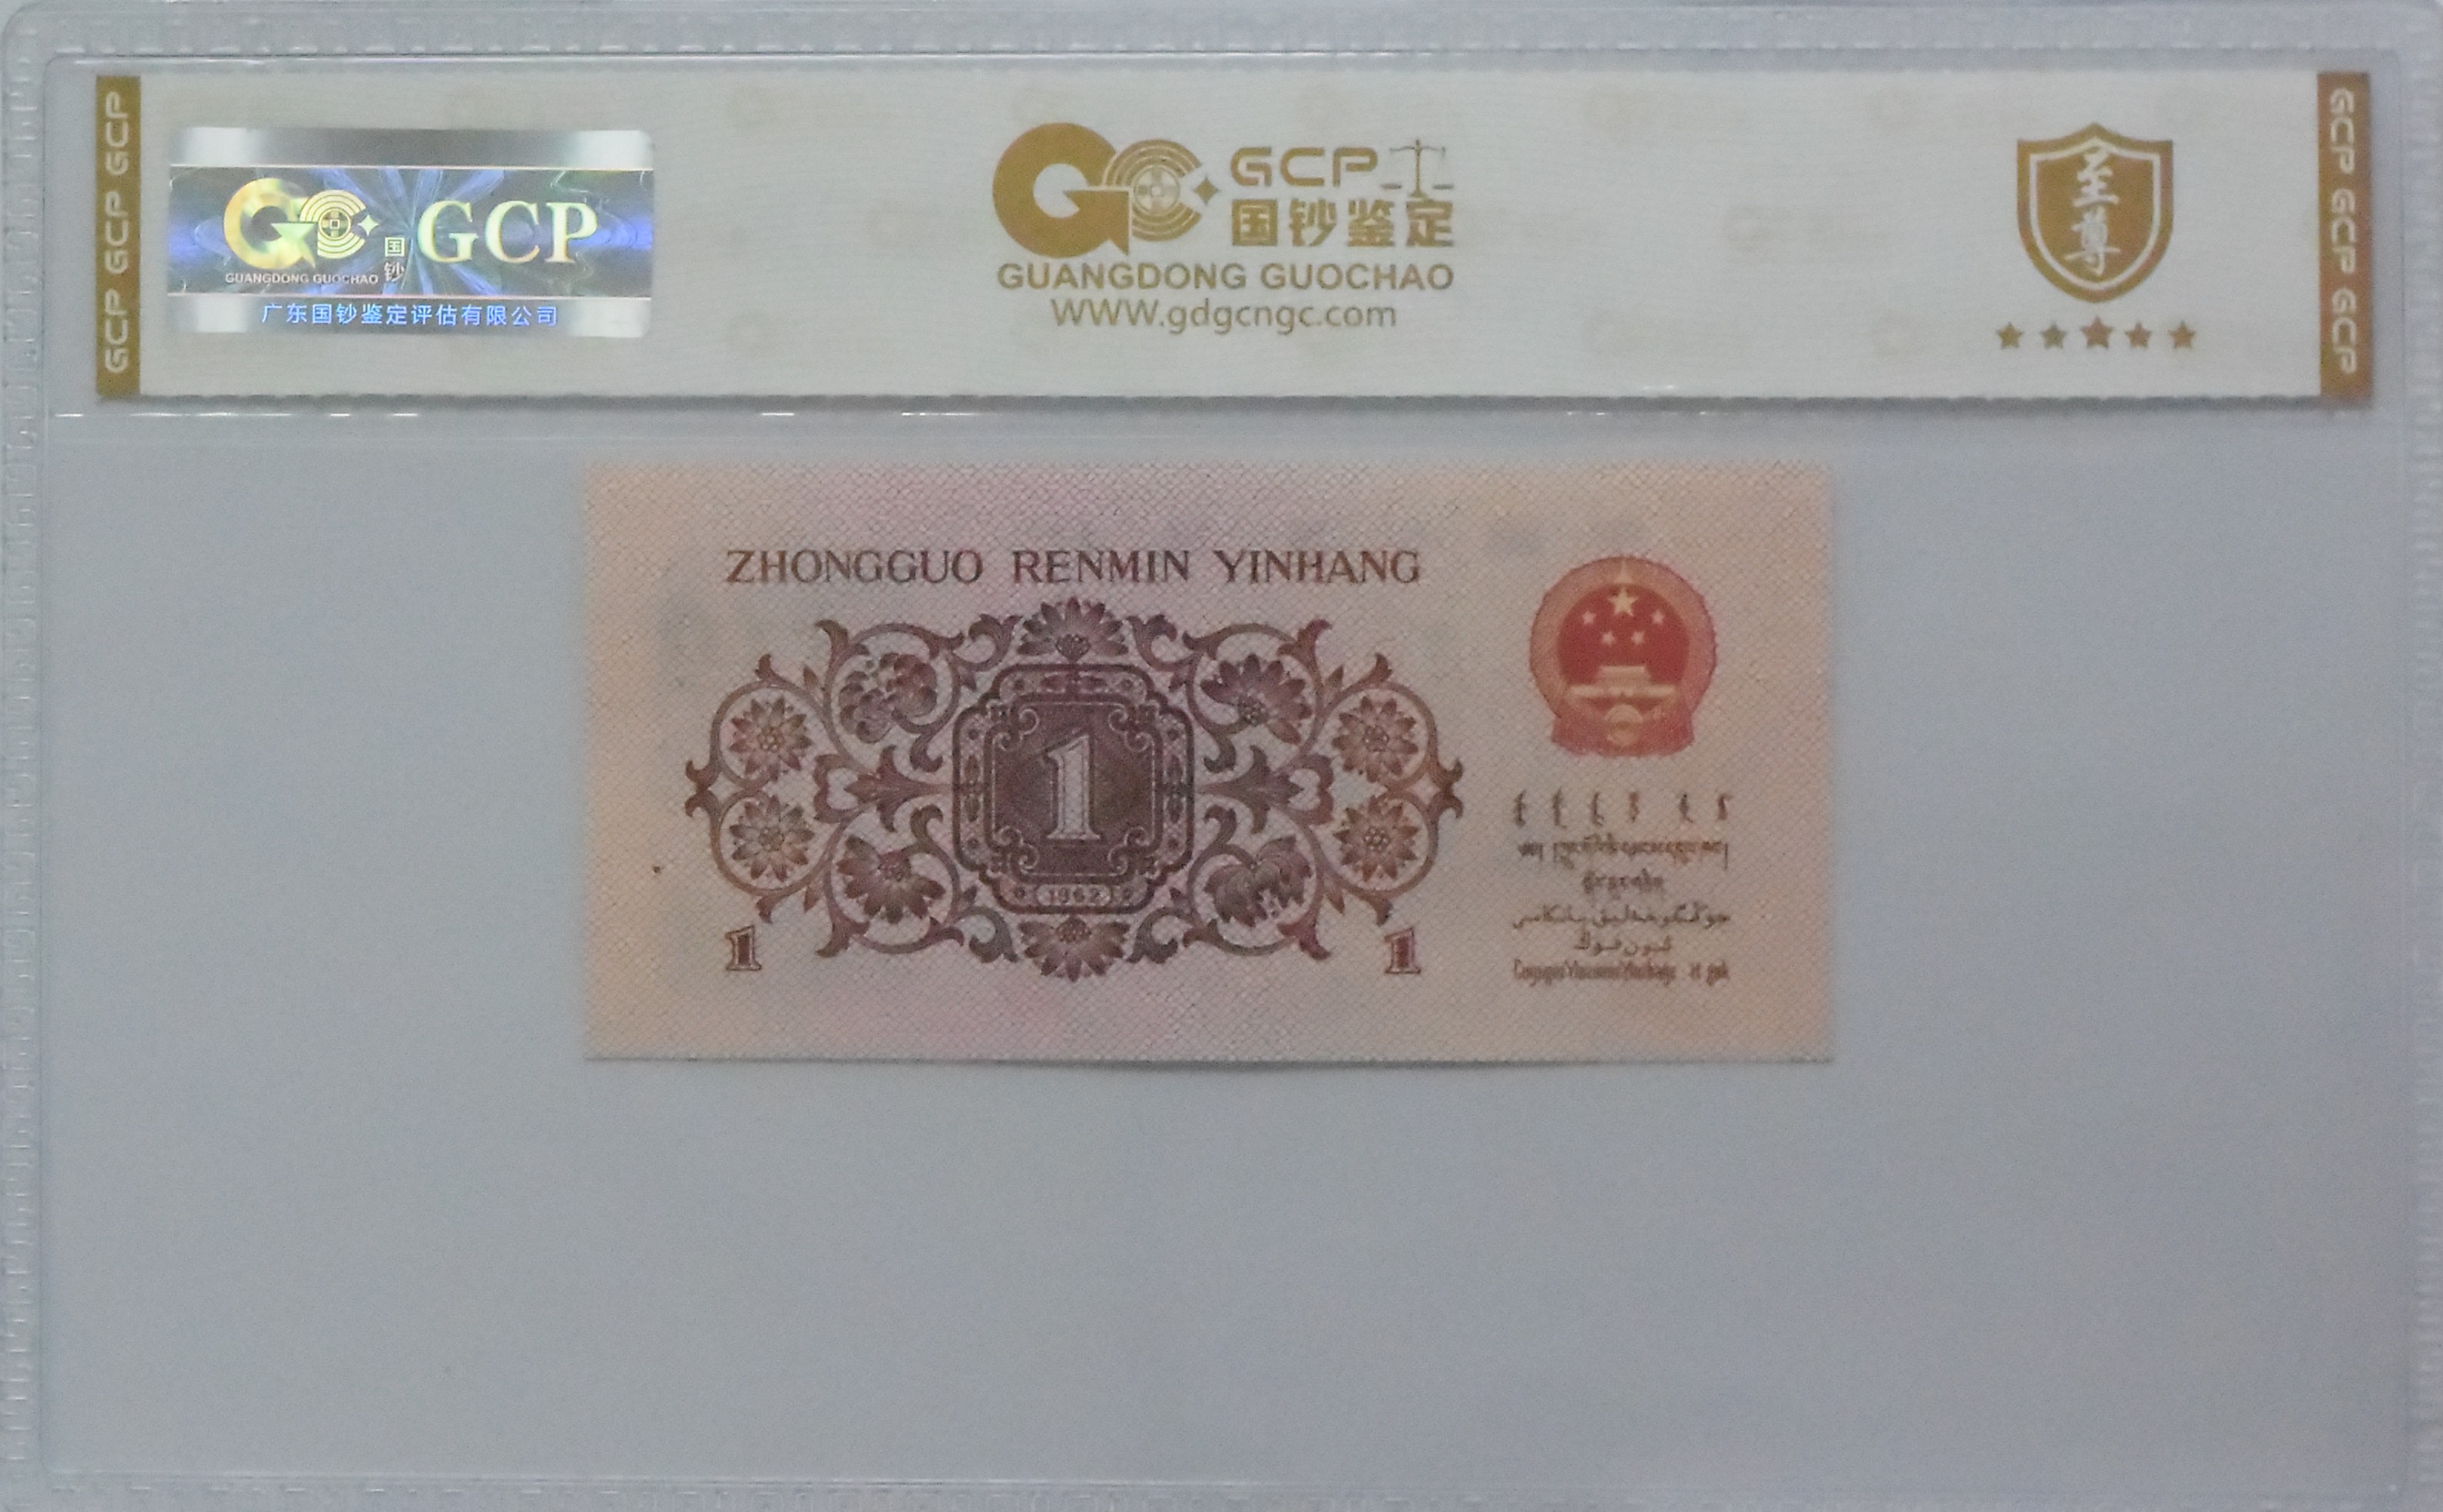 GCP GCP GCP
GCP
国钞
GUANGDONG GUOCHAO
广东国钞鉴定评估有限公司
GCP
国钞鉴定
GUANGDONG GUOCHAO
WWW.gdgcngc.com
至尊
GCP GCP GCP
ZHONGGUO RENMIN YINHANG
1
1962
1
1